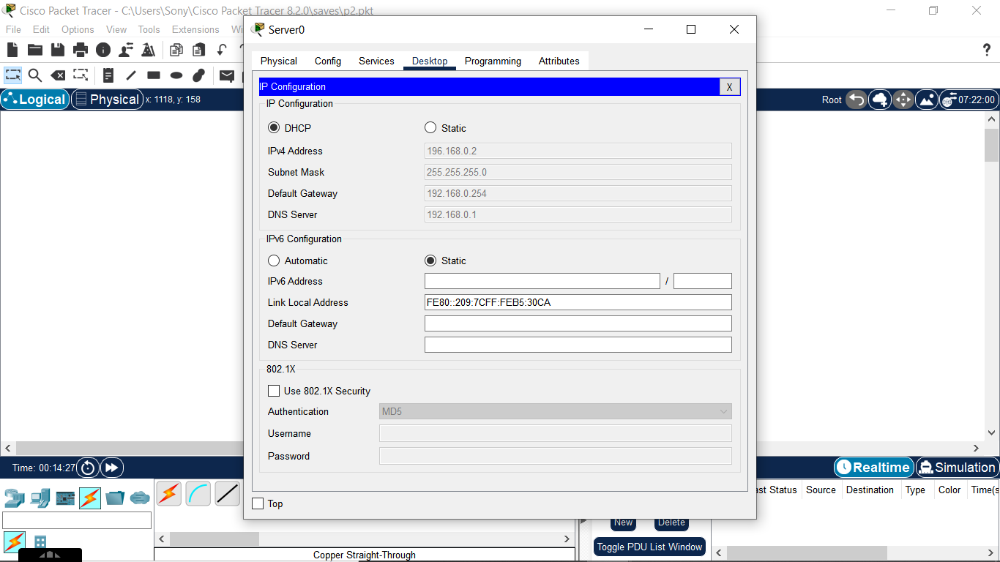 Cisco Packet Tracer - C:\Users\Sony\Cisco Packet Tracer 8.2.0\saves\p2.pkt
File Edit Options View Tools Extensions Wi
Server0
Physical Config Services Desktop Programming Attributes
Logical Physical x: 1118, y: 158
Root 07:22:00
IP Configuration X
IP Configuration
DHCP Static
IPv4 Address 196.168.0.2
Subnet Mask 255.255.255.0
Default Gateway 192.168.0.254
DNS Server 192.168.0.1
IPv6 Configuration
Automatic Static
IPv6 Address /
Link Local Address FE80::209:7CFF:FEB5:30CA
Default Gateway
DNS Server
802.1X
Use 802.1X Security
Authentication MD5
Username
Password
Top
Time: 00:14:27
Realtime Simulation
ast Status Source Destination Type Color Time(s
New Delete
Toggle PDU List Window
Copper Straight-Through